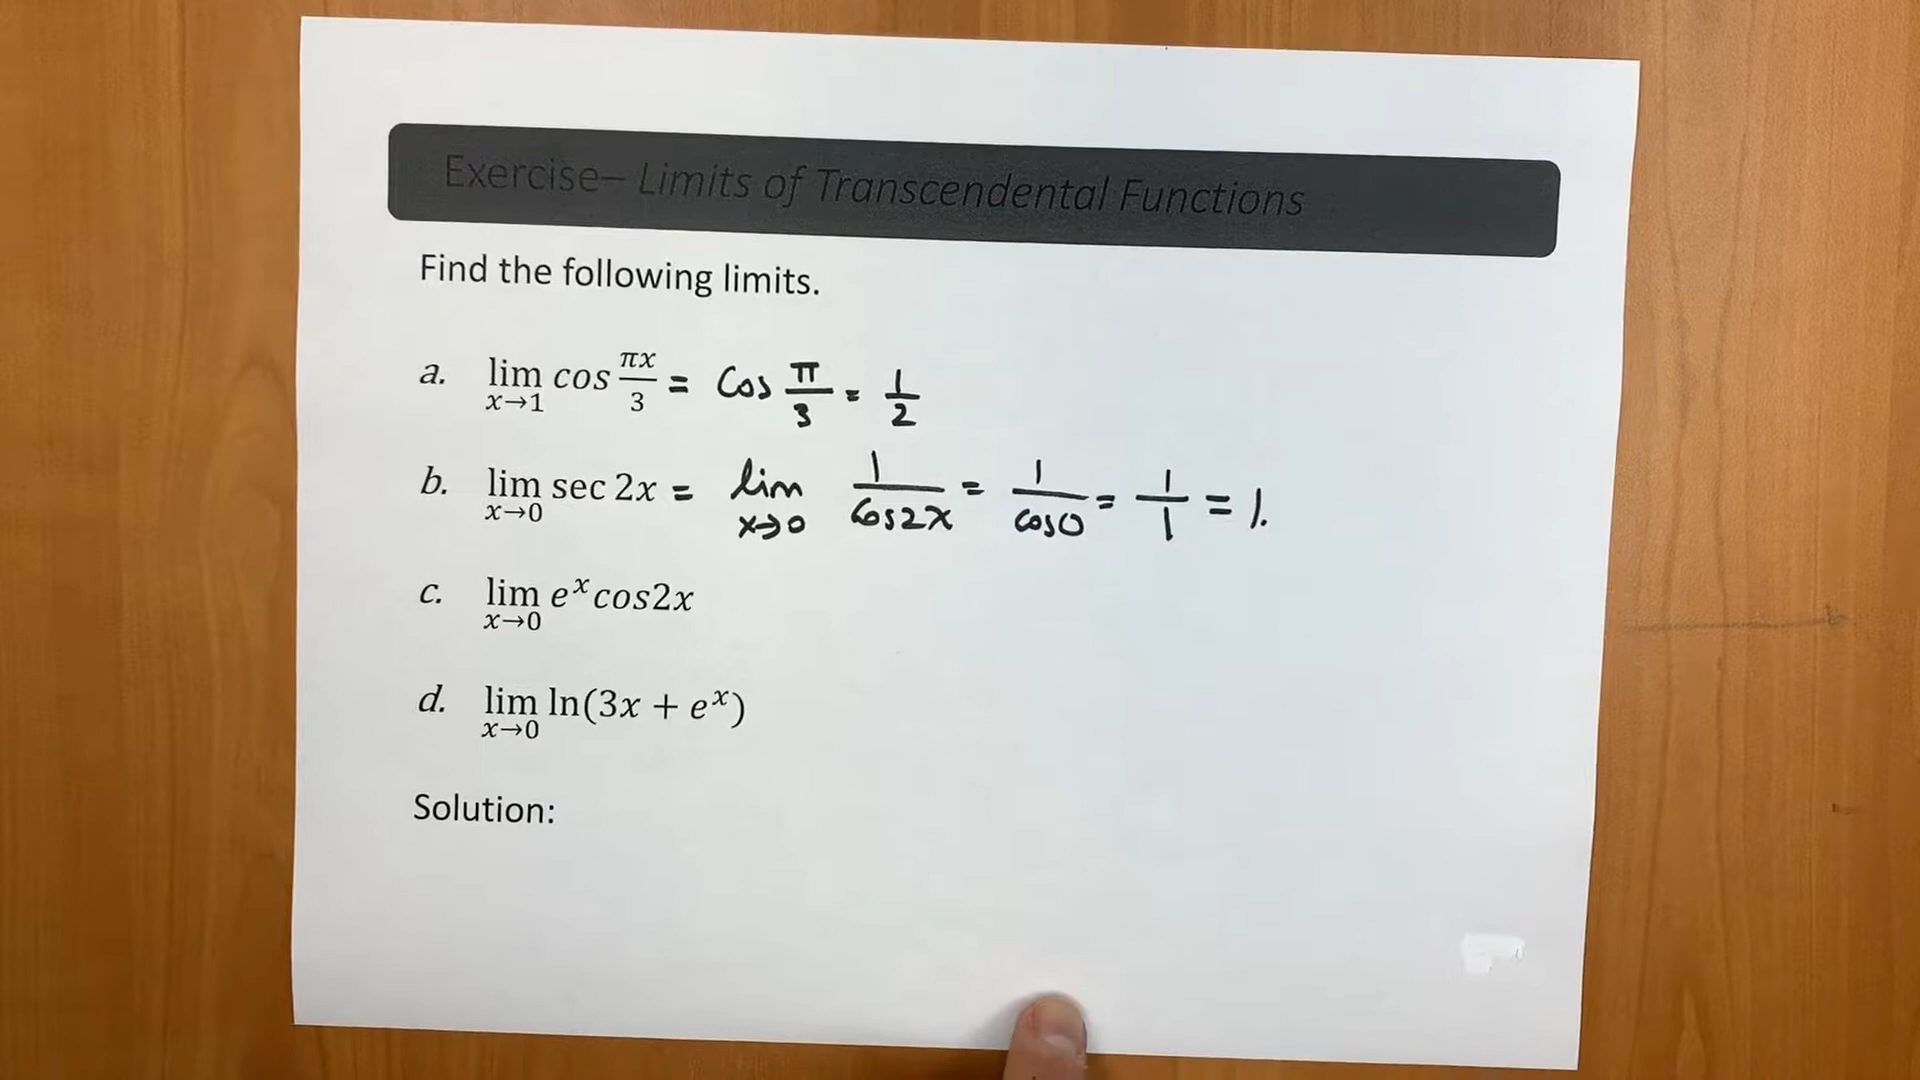 Exercise– Limits of Transcendental Functions
Find the following limits.
a. lim x→1 cos πx/3 = Cos π/3 = 1/2
b. lim x→0 sec 2x = lim x→0 1/Cos2x = 1/cos0 = 1/1 = 1.
c. lim x→0 eˣcos2x
d. lim x→0 ln(3x + eˣ)
Solution: